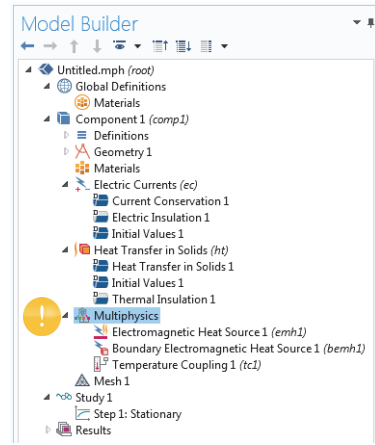 Model Builder
Untitled.mph (root)
Global Definitions
Materials
Component 1 (comp1)
Definitions
Geometry 1
Materials
Electric Currents (ec)
Current Conservation 1
Electric Insulation 1
Initial Values 1
Heat Transfer in Solids (ht)
Heat Transfer in Solids 1
Initial Values 1
Thermal Insulation 1
Multiphysics
Electromagnetic Heat Source 1 (emh1)
Boundary Electromagnetic Heat Source 1 (bemh1)
Temperature Coupling 1 (tc1)
Mesh 1
Study 1
Step 1: Stationary
Results